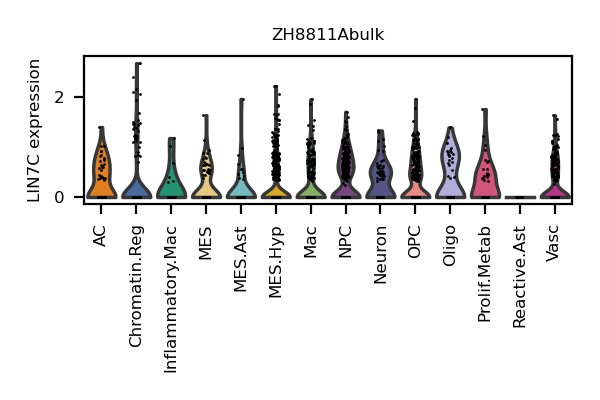 ZH8811Abulk
LIN7C expression
2
0
AC
Chromatin.Reg
Inflammatory.Mac
MES
MES.Ast
MES.Hyp
Mac
NPC
Neuron
OPC
Oligo
Prolif.Metab
Reactive.Ast
Vasc